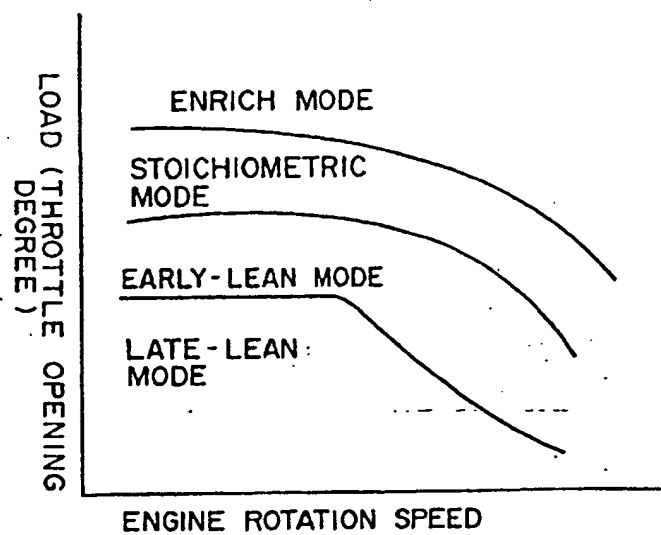 LOAD (THROTTLE OPENING
DEGREE)
ENRICH MODE
STOICHIOMETRIC
MODE
EARLY-LEAN MODE
LATE-LEAN
MODE
ENGINE ROTATION SPEED